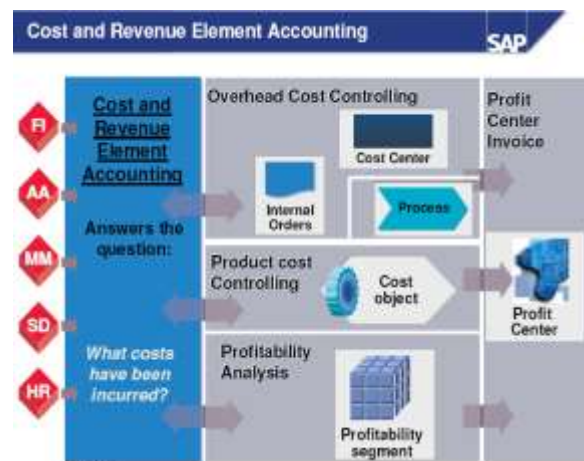 Cost and Revenue Element Accounting
SAP
FI
AA
MM
SD
HR
Cost and
Revenue
Element
Accounting
Answers the
question:
What costs
have been
incurred?
Overhead Cost Controlling
Cost Center
Internal
Orders
Process
Product cost
Controlling
Cost
object
Profitability
Analysis
Profitability
segment
Profit
Center
Invoice
Profit
Center